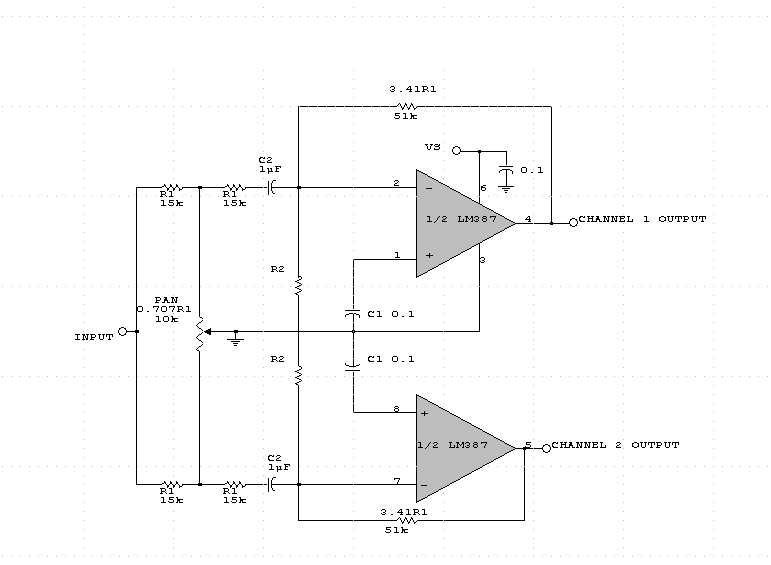 3.41R1
51k
VS
0.1
C2
1µF
R1
15k
R1
15k
2
6
1/2 LM387
4
CHANNEL 1 OUTPUT
1
3
R2
PAN
0.707R1
10k
C1 0.1
INPUT
R2
C1 0.1
8
1/2 LM387
5
CHANNEL 2 OUTPUT
C2
1µF
7
R1
15k
R1
15k
3.41R1
51k